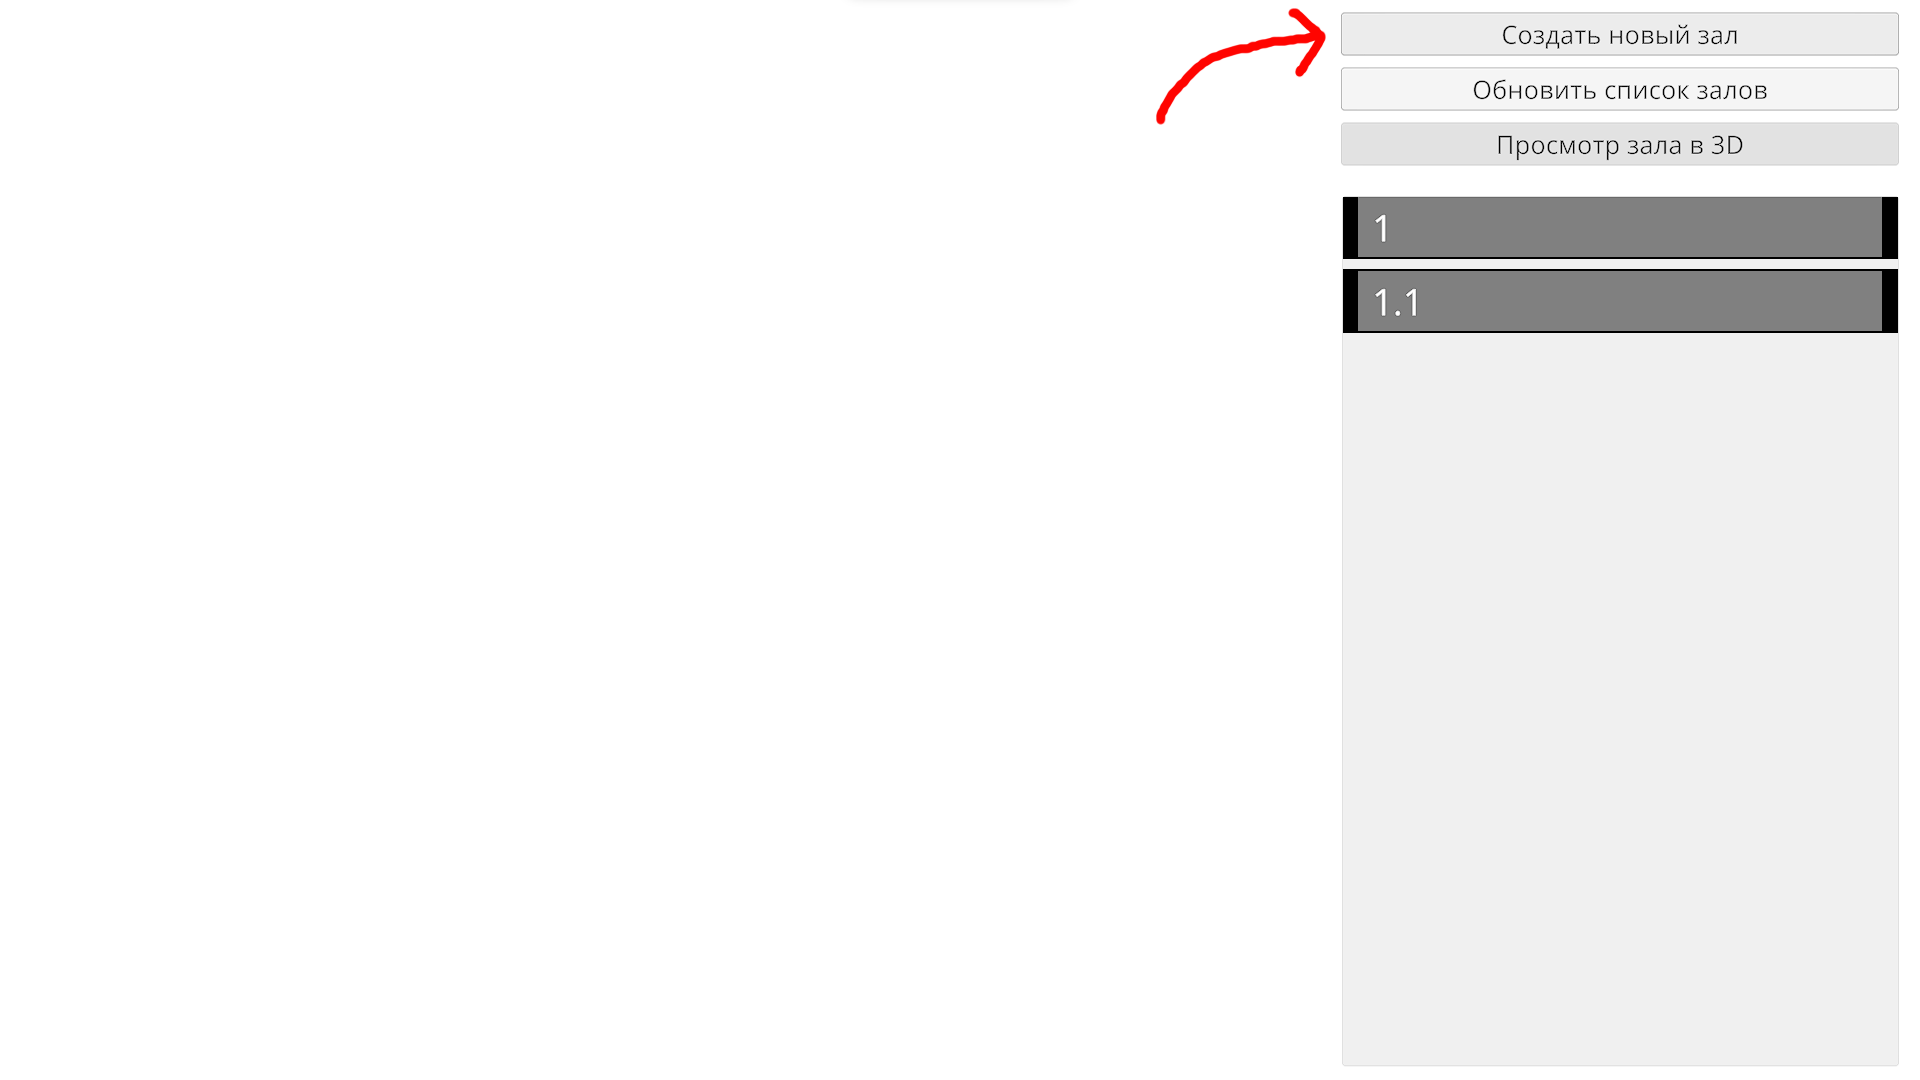 Создать новый зал
Обновить список залов
Просмотр зала в 3D
1
1.1